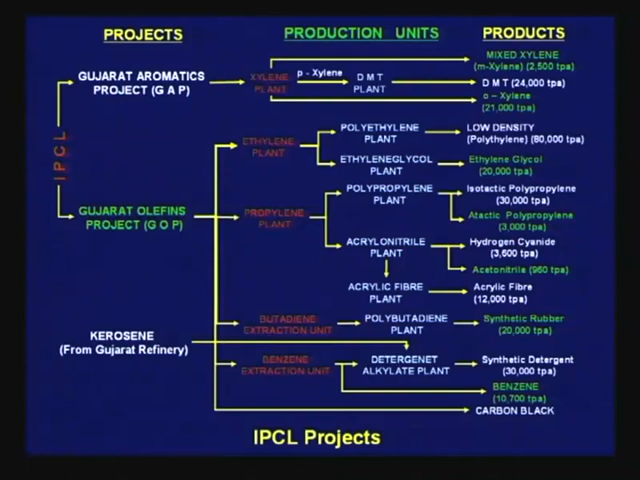 PROJECTS
PRODUCTION UNITS
PRODUCTS
IPCL
GUJARAT AROMATICS
PROJECT (G A P)
XYLENE
PLANT
p - Xylene
D M T
PLANT
MIXED XYLENE
(m-Xylene) (2,500 tpa)
D M T (24,000 tpa)
o – Xylene
(21,000 tpa)
GUJARAT OLEFINS
PROJECT (G O P)
ETHYLENE
PLANT
POLYETHYLENE
PLANT
LOW DENSITY
(Polythylene) (80,000 tpa)
ETHYLENEGLYCOL
PLANT
Ethylene Glycol
(20,000 tpa)
PROPYLENE
PLANT
POLYPROPYLENE
PLANT
Isotactic Polypropylene
(30,000 tpa)
Atactic Polypropylene
(3,000 tpa)
ACRYLONITRILE
PLANT
Hydrogen Cyanide
(3,600 tpa)
Acetonitrile (960 tpa)
ACRYLIC FIBRE
PLANT
Acrylic Fibre
(12,000 tpa)
BUTADIENE
EXTRACTION UNIT
POLYBUTADIENE
PLANT
Synthetic Rubber
(20,000 tpa)
KEROSENE
(From Gujarat Refinery)
BENZENE
EXTRACTION UNIT
DETERGENET
ALKYLATE PLANT
Synthetic Detergent
(30,000 tpa)
BENZENE
(10,700 tpa)
CARBON BLACK
IPCL Projects